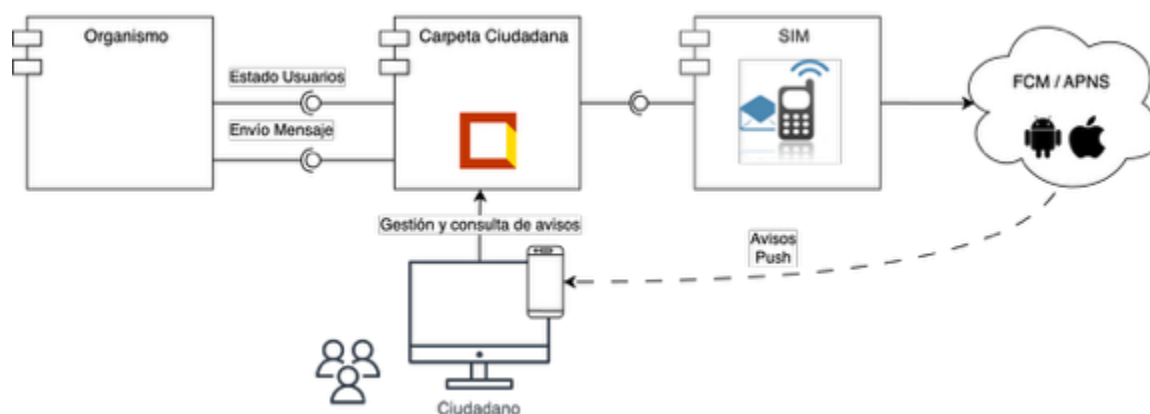 Organismo
Carpeta Ciudadana
SIM
Estado Usuarios
Envío Mensaje
FCM / APNS
Gestión y consulta de avisos
Avisos
Push
Ciudadano